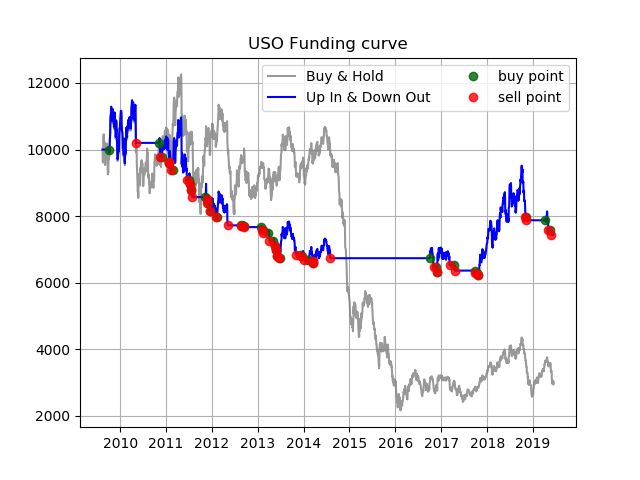 USO Funding curve
Buy & Hold
Up In & Down Out
buy point
sell point
12000
10000
8000
6000
4000
2000
2010 2011 2012 2013 2014 2015 2016 2017 2018 2019